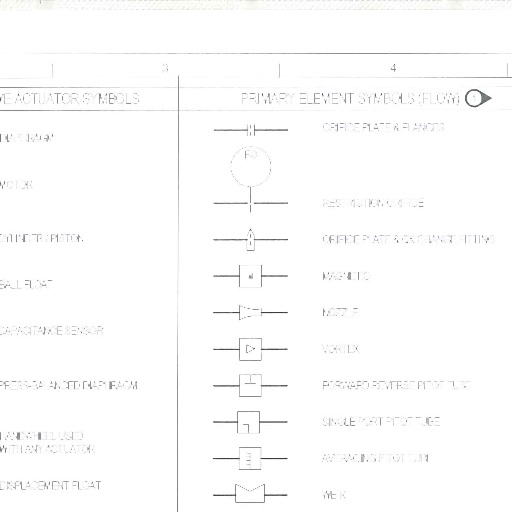 3
4
VE ACTUATOR SYMBOLS
PRIMARY ELEMENT SYMBOLS (FLOW)
DIAPHRAGM
MOTOR
CYLINDER / PISTON
BALL FLOAT
CAPACITANCE SENSOR
PRESS-BALANCED DIAPHRAGM
HANDWHEEL USED
WITH ANY ACTUATOR
DISPLACEMENT FLOAT
ORIFICE PLATE & FLANGES
RESTRICTION ORIFICE
ORIFICE PLATE & QK CHANGE FITTING
MAGNETIC
NOZZLE
VORTEX
FORWARD REVERSE PITOT TUBE
SINGLE PORT PITOT TUBE
AVERAGING PITOT TUBE
WEIR